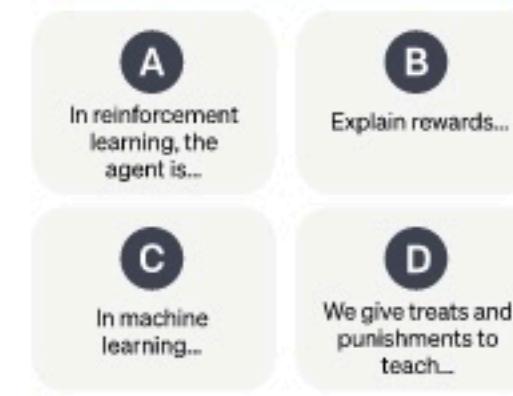 A
In reinforcement
learning, the
agent is...
B
Explain rewards...
C
In machine
learning...
D
We give treats and
punishments to
teach...